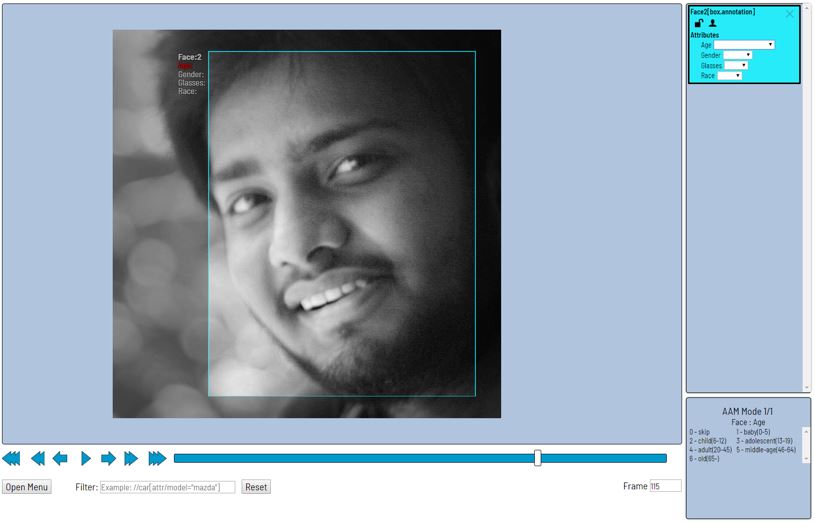 Face:2
Age:
Gender:
Glasses:
Race:
Face2[box.annotation]
Attributes
Age
Gender
Glasses
Race
AAM Mode 1/1
Face : Age
0 - skip 1 - baby(0-5)
2 - child(6-12) 3 - adolescent(13-19)
4 - adult(20-45) 5 - middle-age(46-64)
6 - old(65-)
Open Menu Filter: Example: //car[attr/model="mazda"] Reset Frame 115